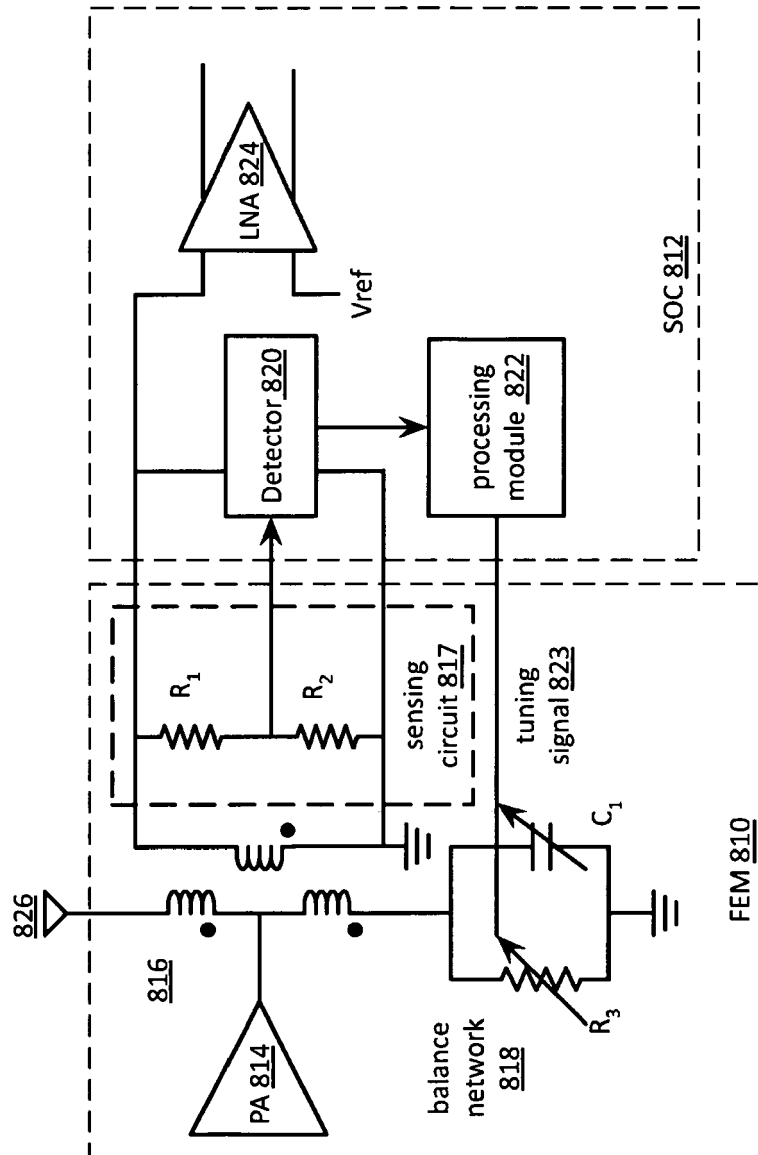 826
816
PA 814
balance
network
818
R3
C1
FEM 810
R1
R2
sensing
circuit 817
tuning
signal 823
Detector 820
processing
module 822
LNA 824
Vref
SOC 812